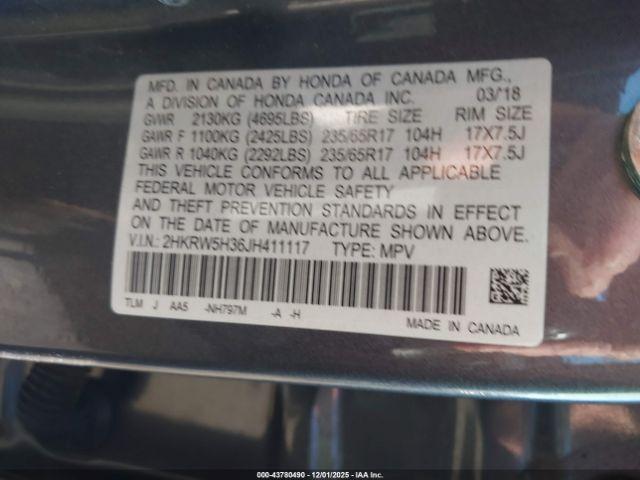 MFD. IN CANADA BY HONDA OF CANADA MFG.,
A DIVISION OF HONDA CANADA INC. 03/'18
GVWR 2130KG (4695LBS) TIRE SIZE RIM SIZE
GAWR F 1100KG (2425LBS) 235/65R17 104H 17X7.5J
GAWR R 1040KG (2292LBS) 235/65R17 104H 17X7.5J
THIS VEHICLE CONFORMS TO ALL APPLICABLE
FEDERAL MOTOR VEHICLE SAFETY
AND THEFT PREVENTION STANDARDS IN EFFECT
ON THE DATE OF MANUFACTURE SHOWN ABOVE.
V.I.N.: 2HKRW5H36JH411117 TYPE: MPV
TLM J AA5 -NH797M -A -H
MADE IN CANADA
000-43780490 - 12/01/2025 - IAA Inc.